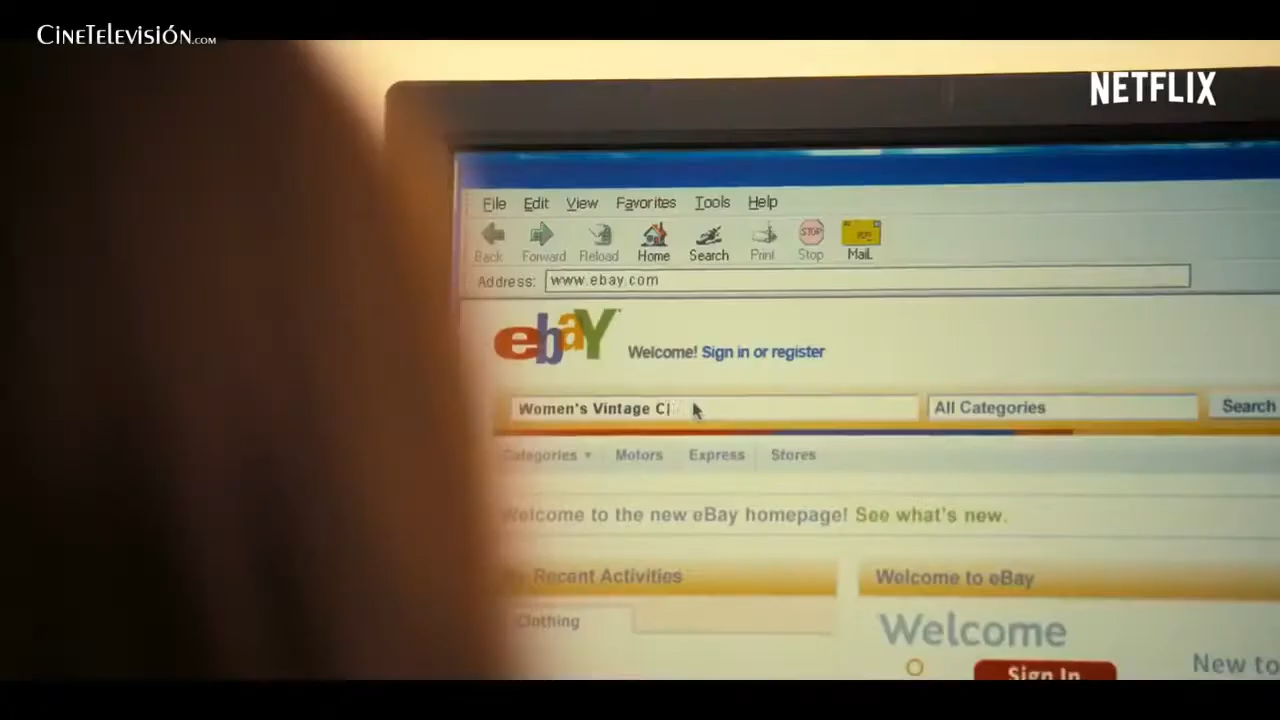 CINETELEVISIÓN.COM
NETFLIX
File Edit View Favorites Tools Help
Back Forward Reload Home Search Print Stop Mail
Address: www.ebay.com
ebay
Welcome! Sign in or register
Women's Vintage C All Categories Search
Categories Motors Express Stores
Welcome to the new eBay homepage! See what's new.
Recent Activities Welcome to eBay
Clothing
Welcome
New to
Sign In